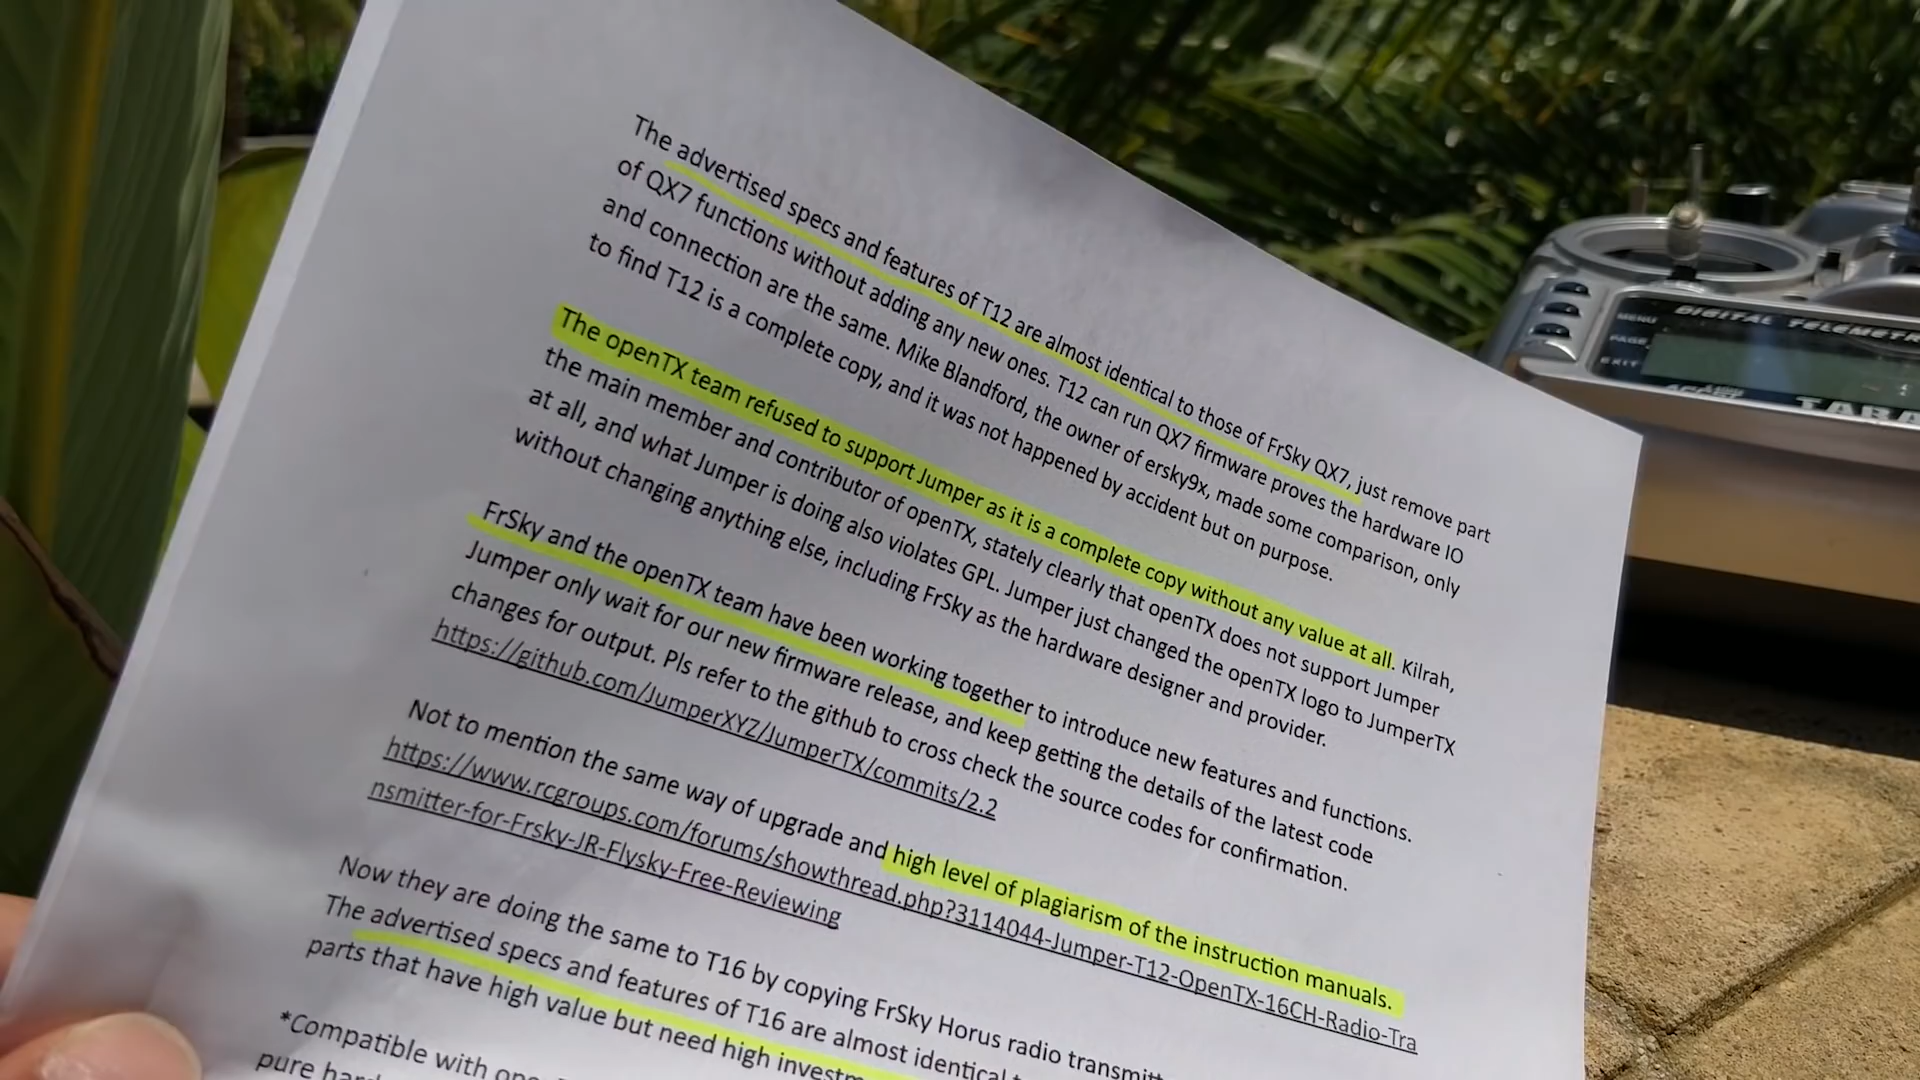 The advertised specs and features of T12 are almost identical to those of FrSky QX7, just remove part
of QX7 functions without adding any new ones. T12 can run QX7 firmware proves the hardware IO
and connection are the same. Mike Blandford, the owner of ersky9x, made some comparison, only
to find T12 is a complete copy, and it was not happened by accident but on purpose.
The openTX team refused to support Jumper as it is a complete copy without any value at all. Kilrah,
the main member and contributor of openTX, stately clearly that openTX does not support Jumper
at all, and what Jumper is doing also violates GPL. Jumper just changed the openTX logo to JumperTX
without changing anything else, including FrSky as the hardware designer and provider.
FrSky and the openTX team have been working together to introduce new features and functions.
Jumper only wait for our new firmware release, and keep getting the details of the latest code
changes for output. Pls refer to the github to cross check the source codes for confirmation.
https://github.com/JumperXYZ/JumperTX/commits/2.2
Not to mention the same way of upgrade and high level of plagiarism of the instruction manuals.
https://www.rcgroups.com/forums/showthread.php?3114044-Jumper-T12-OpenTX-16CH-Radio-Tra
nsmitter-for-Frsky-JR-Flysky-Free-Reviewing
Now they are doing the same to T16 by copying FrSky Horus radio
The advertised specs and features of T16 are almost identical
parts that have high value but need high
*Compatible with
pure
MENU
PAGE
EXIT
DIGITAL